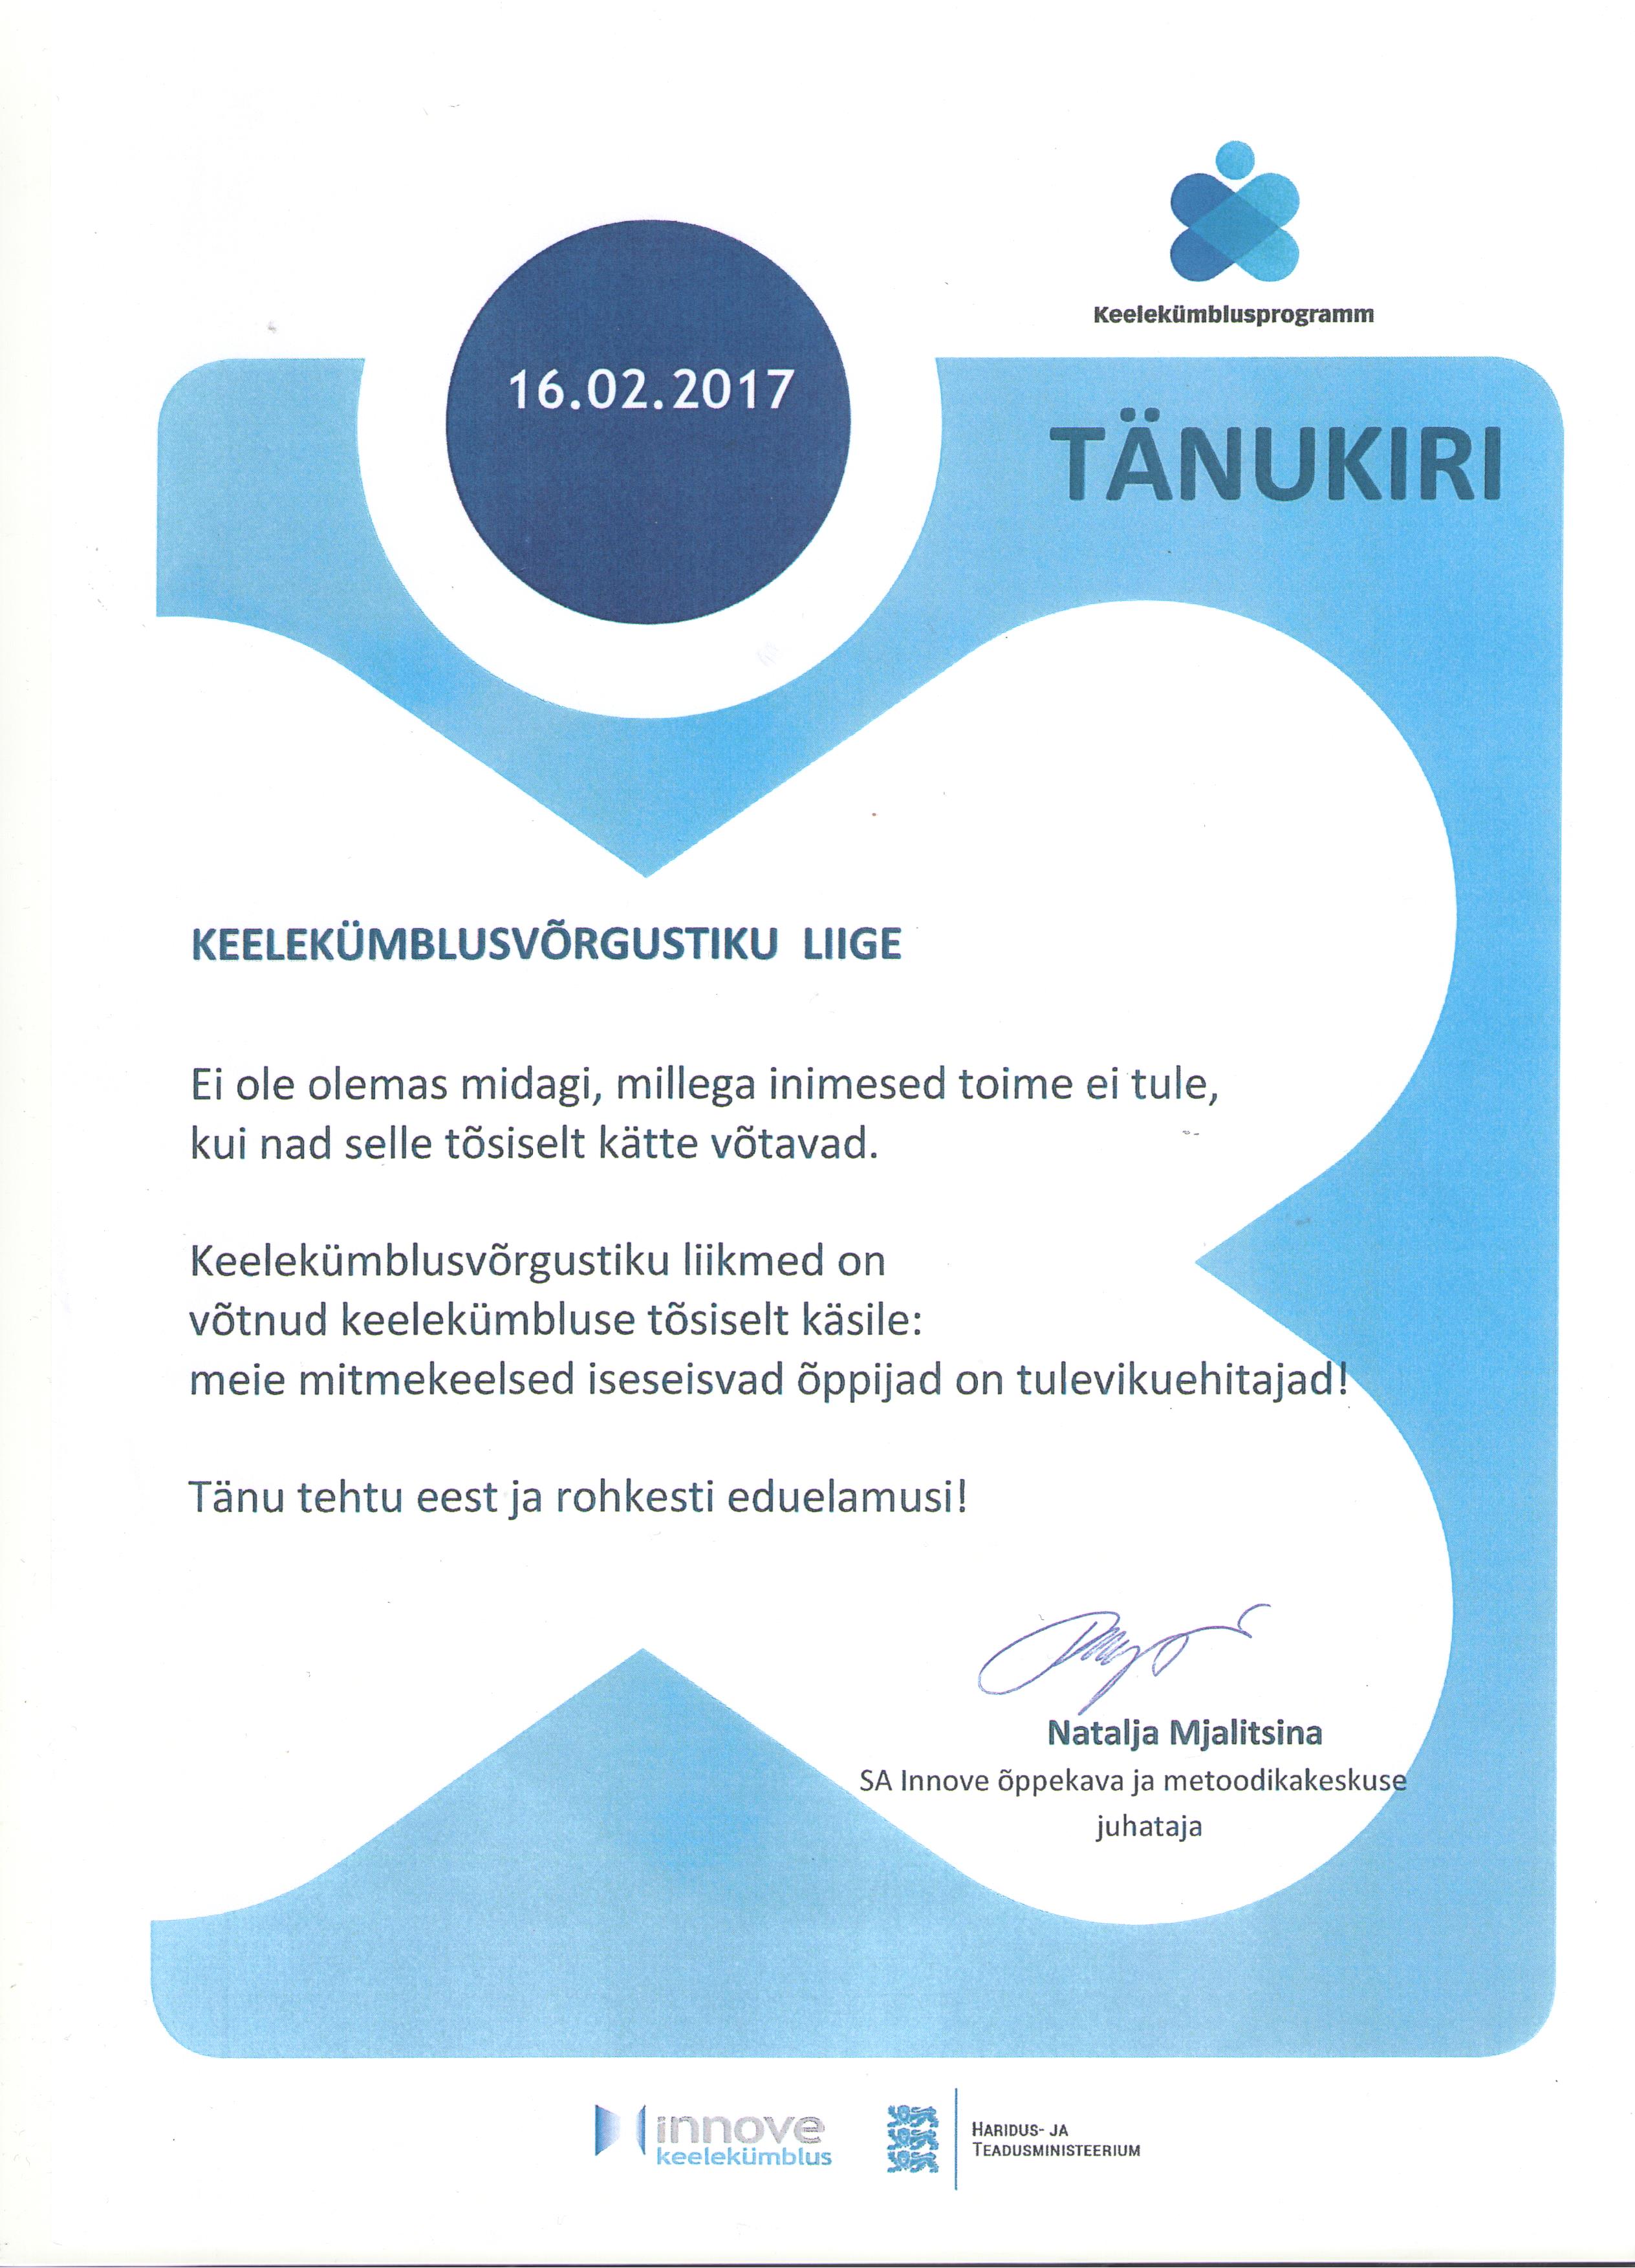 Keelekümblusprogramm
16.02.2017
TÄNUKIRI
KEELEKÜMBLUSVÕRGUSTIKU LIIGE
Ei ole olemas midagi, millega inimesed toime ei tule,
kui nad selle tõsiselt kätte võtavad.
Keelekümblusvõrgustiku liikmed on
võtnud keelekümbluse tõsiselt käsile:
meie mitmekeelsed iseseisvad õppijad on tulevikuehitajad!
Tänu tehtu eest ja rohkesti eduelamusi!
Natalja Mjalitsina
SA Innove õppekava ja metoodikakeskuse
juhataja
innove
keelekümblus
HARIDUS- JA
TEADUSMINISTEERIUM